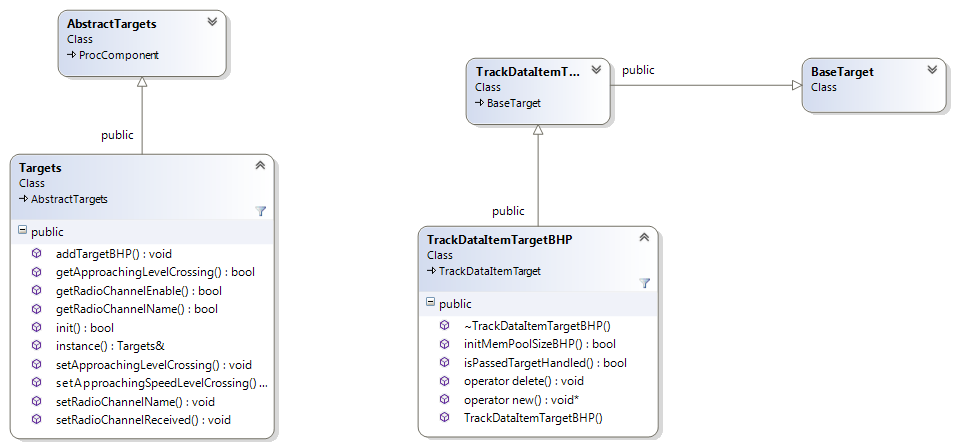 AbstractTargets
Class
ProcComponent
public
Targets
Class
AbstractTargets
public
addTargetBHP() : void
getApproachingLevelCrossing() : bool
getRadioChannelEnable() : bool
getRadioChannelName() : bool
init() : bool
instance() : Targets&
setApproachingLevelCrossing() : void
setApproachingSpeedLevelCrossing() ...
setRadioChannelName() : void
setRadioChannelReceived() : void
TrackDataItemT...
Class
BaseTarget
public
BaseTarget
Class
public
TrackDataItemTargetBHP
Class
TrackDataItemTarget
public
~TrackDataItemTargetBHP()
initMemPoolSizeBHP() : bool
isPassedTargetHandled() : bool
operator delete() : void
operator new() : void*
TrackDataItemTargetBHP()